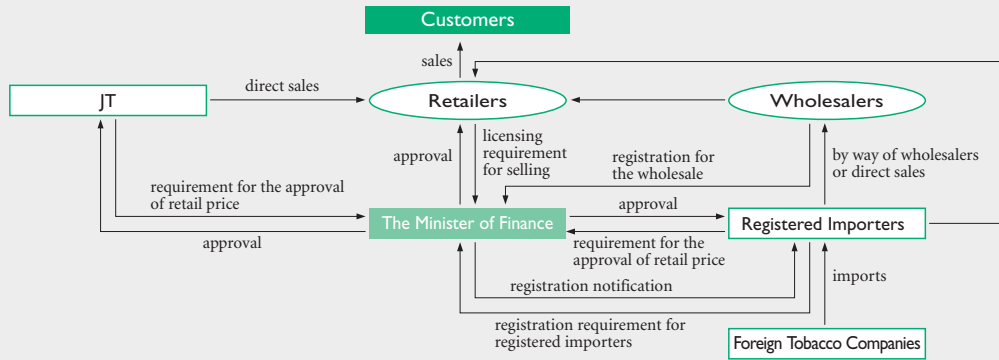 Customers
sales
direct sales
JT
Retailers
Wholesalers
approval
licensing
requirement
for selling
registration for
the wholesale
by way of wholesalers
or direct sales
requirement for the approval
of retail price
The Minister of Finance
approval
Registered Importers
approval
requirement for the
approval of retail price
registration notification
imports
registration requirement for
registered importers
Foreign Tobacco Companies